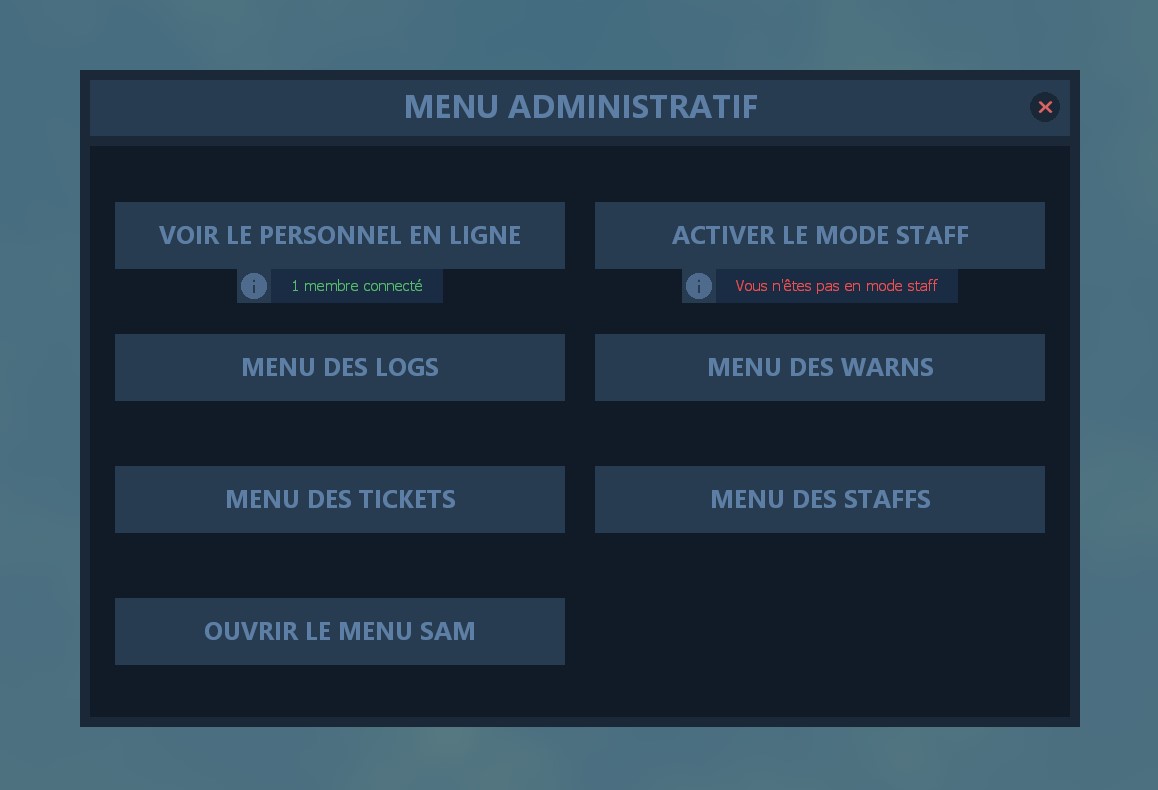 MENU ADMINISTRATIF
VOIR LE PERSONNEL EN LIGNE
ACTIVER LE MODE STAFF
1 membre connecté
Vous n'êtes pas en mode staff
MENU DES LOGS
MENU DES WARNS
MENU DES TICKETS
MENU DES STAFFS
OUVRIR LE MENU SAM